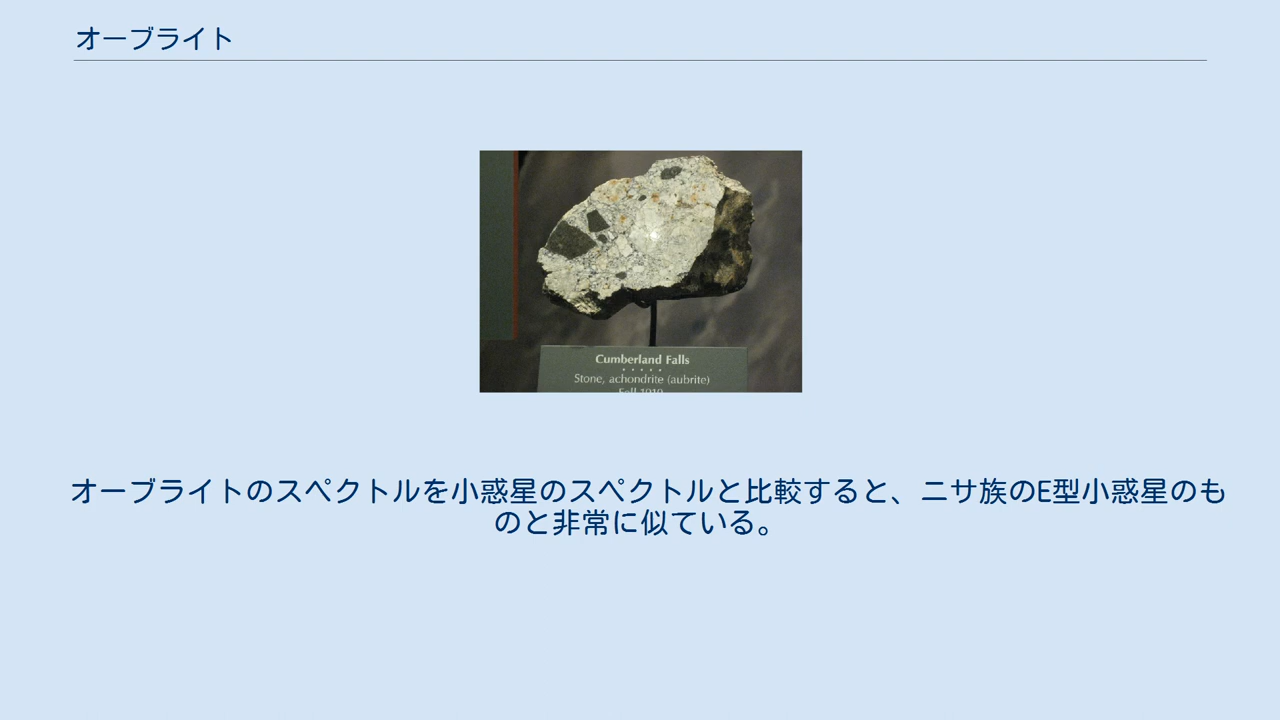 オーブライト
Cumberland Falls
Stone, achondrite (aubrite)
オーブライトのスペクトルを小惑星のスペクトルと比較すると、ニサ族のE型小惑星のも
のと非常に似ている。